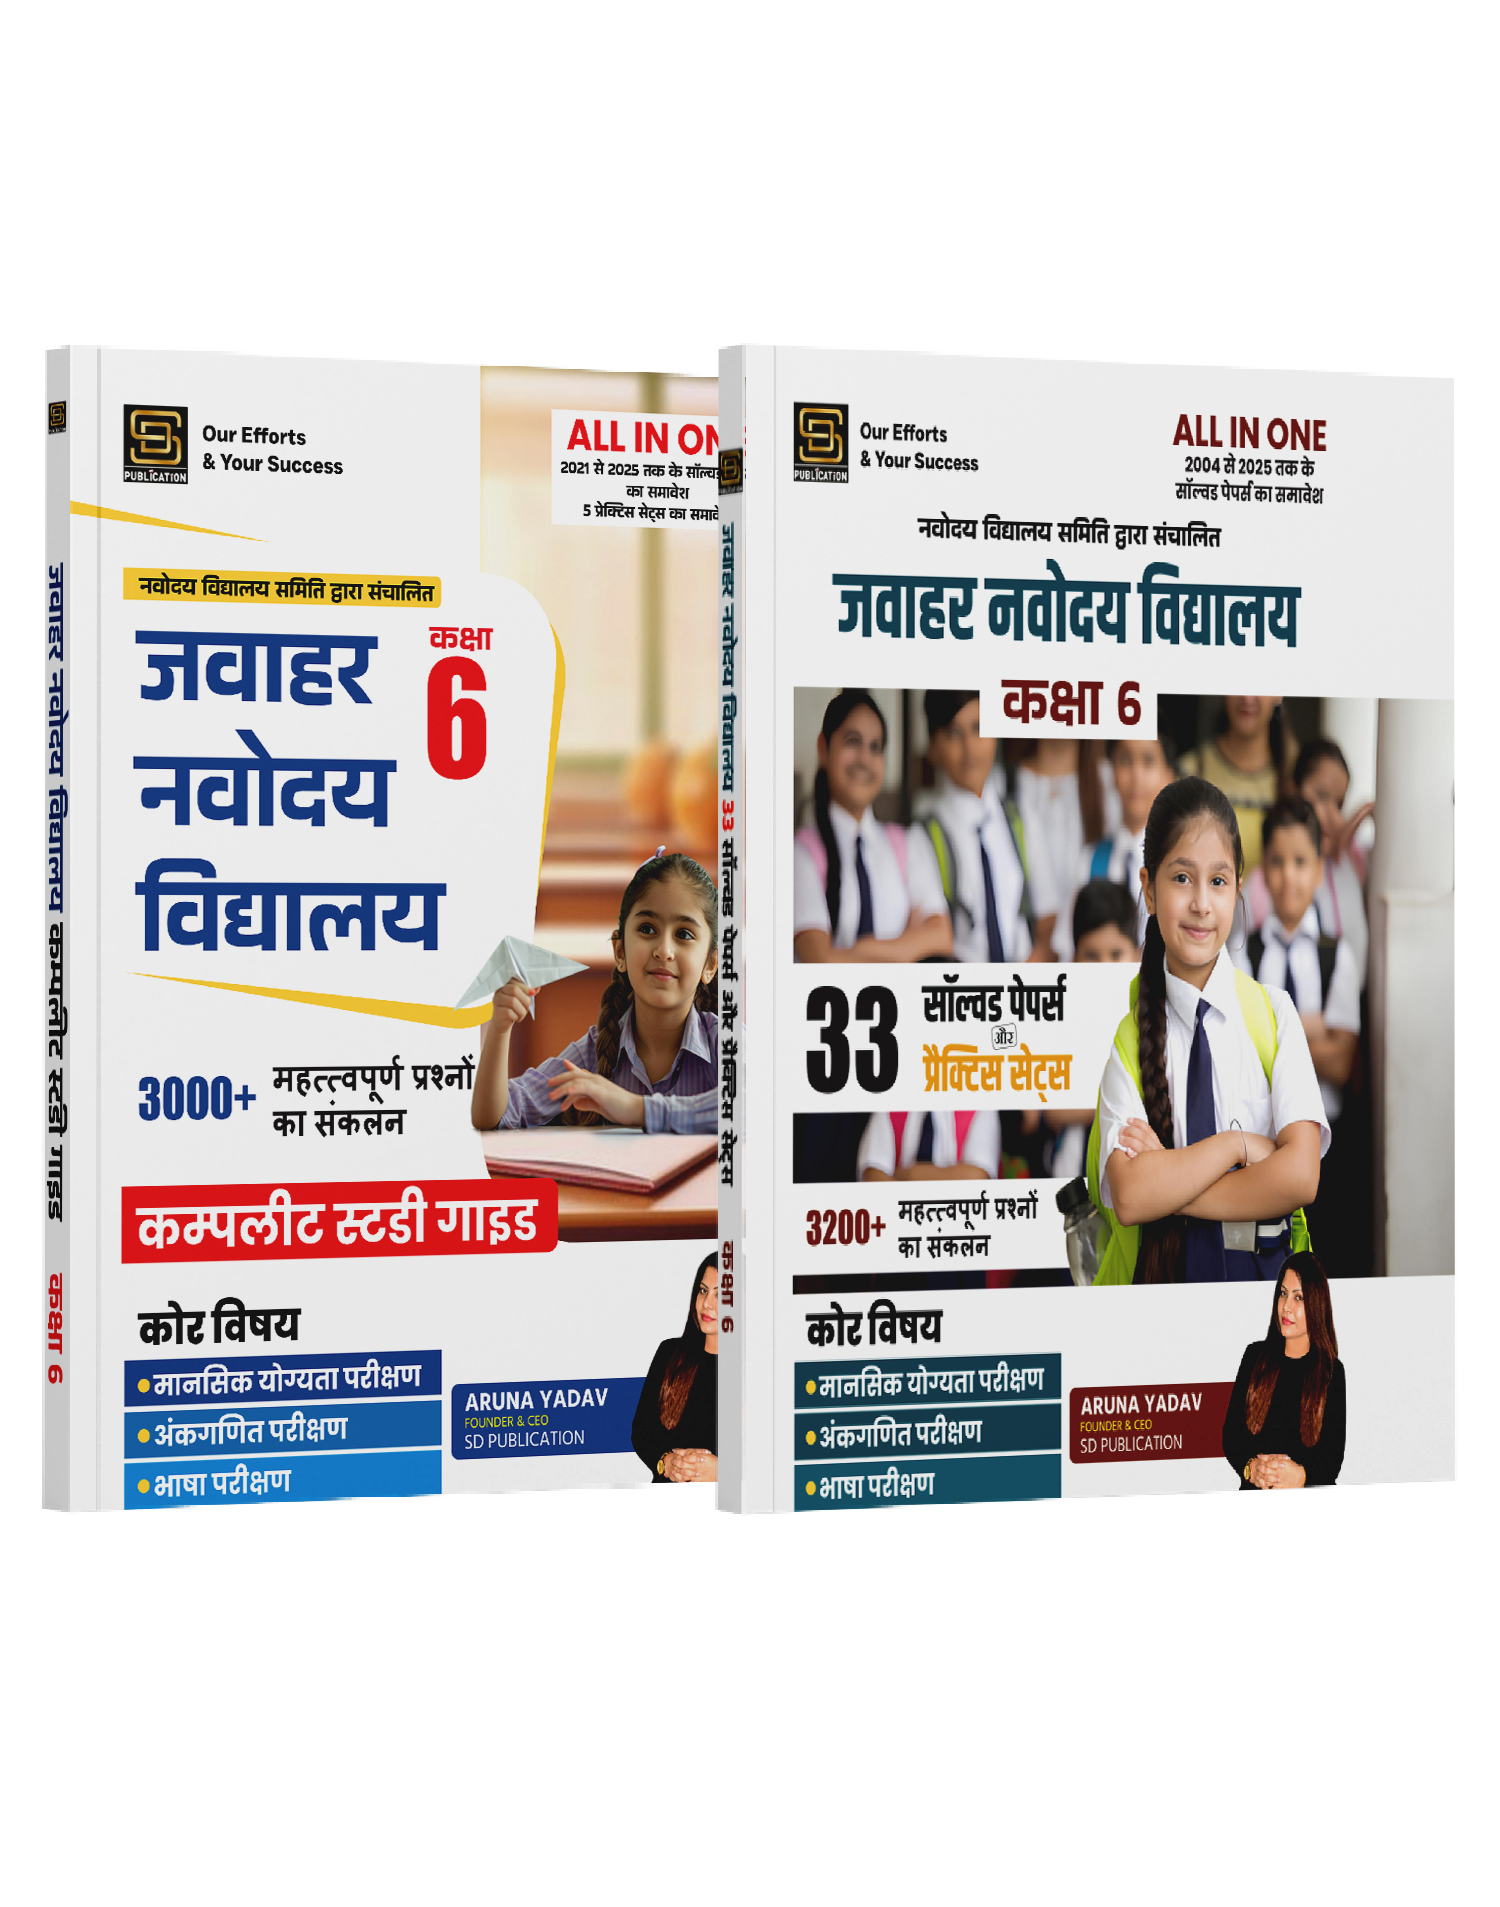 SD
PUBLICATION
Our Efforts
& Your Success
ALL IN ON
2021 से 2025 तक के सॉल्वड
का समावेश
5 प्रेक्टिस सेट्स का समावे
नवोदय विद्यालय समिति द्वारा संचालित
जवाहर
नवोदय
विद्यालय
कक्षा
6
3000+
महत्त्वपूर्ण प्रश्नों
का संकलन
कम्पलीट स्टडी गाइड
कोर विषय
मानसिक योग्यता परीक्षण
अंकगणित परीक्षण
भाषा परीक्षण
ARUNA YADAV
FOUNDER & CEO
SD PUBLICATION
जवाहर नवोदय विद्यालय कम्पलीट स्टडी गाइड कक्षा 6
SD
PUBLICATION
Our Efforts
& Your Success
ALL IN ONE
2004 से 2025 तक के
सॉल्वड पेपर्स का समावेश
नवोदय विद्यालय समिति द्वारा संचालित
जवाहर नवोदय विद्यालय
कक्षा 6
33
सॉल्वड पेपर्स
और
प्रैक्टिस सेट्स
3200+
महत्त्वपूर्ण प्रश्नों
का संकलन
कोर विषय
मानसिक योग्यता परीक्षण
अंकगणित परीक्षण
भाषा परीक्षण
ARUNA YADAV
FOUNDER & CEO
SD PUBLICATION
जवाहर नवोदय विद्यालय 33 सॉल्वड पेपर्स और प्रैक्टिस सेट्स कक्षा 6